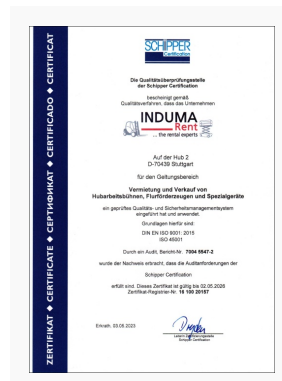 ZERTIFIKAT ◆ CERTIFICATE ◆ СЕРТИФИКАТ ◆ CERTIFICADO ◆ CERTIFICAT
SCHIPPER
Certification
Die Qualitätsüberprüfungsstelle
der Schipper Certification
bescheinigt gemäß
Qualitätsverfahren, dass das Unternehmen
INDUMA
Rent
... the rental experts
Auf der Hub 2
D-70439 Stuttgart
für den Geltungsbereich
Vermietung und Verkauf von
Hubarbeitsbühnen, Flurförderzeugen und Spezialgeräte
ein geprüftes Qualitäts- und Sicherheitsmanagementsystem
eingeführt hat und anwendet.
Grundlagen hierfür sind:
DIN EN ISO 9001: 2015
ISO 45001
Durch ein Audit, Bericht-Nr. 7004 5547-2
wurde der Nachweis erbracht, dass die Auditanforderungen der
Schipper Certification
erfüllt sind. Dieses Zertifikat ist gültig bis 02.05.2026
Zertifikat-Registrier-Nr. 16 100 20157
Erkrath, 03.05.2023
Leiter der Zertifizierungsstelle
Schipper Certification